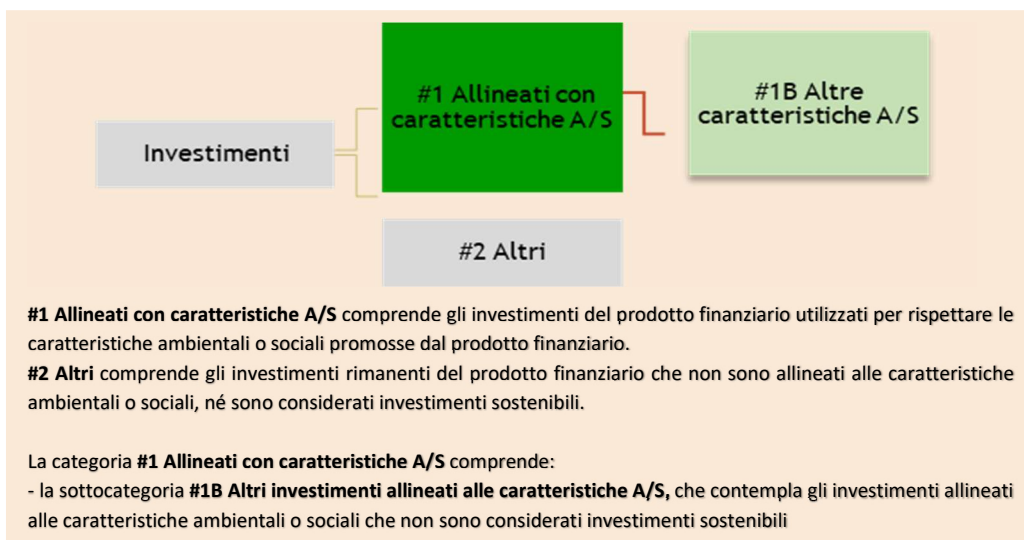 #1 Allineati con
caratteristiche A/S
#1B Altre
caratteristiche A/S
Investimenti
#2 Altri
#1 Allineati con caratteristiche A/S comprende gli investimenti del prodotto finanziario utilizzati per rispettare le
caratteristiche ambientali o sociali promosse dal prodotto finanziario.
#2 Altri comprende gli investimenti rimanenti del prodotto finanziario che non sono allineati alle caratteristiche
ambientali o sociali, né sono considerati investimenti sostenibili.
La categoria #1 Allineati con caratteristiche A/S comprende:
- la sottocategoria #1B Altri investimenti allineati alle caratteristiche A/S, che contempla gli investimenti allineati
alle caratteristiche ambientali o sociali che non sono considerati investimenti sostenibili